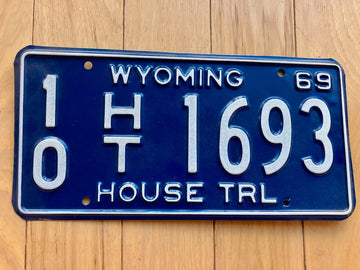 WYOMING 69
10 HT 1693
HOUSE TRL